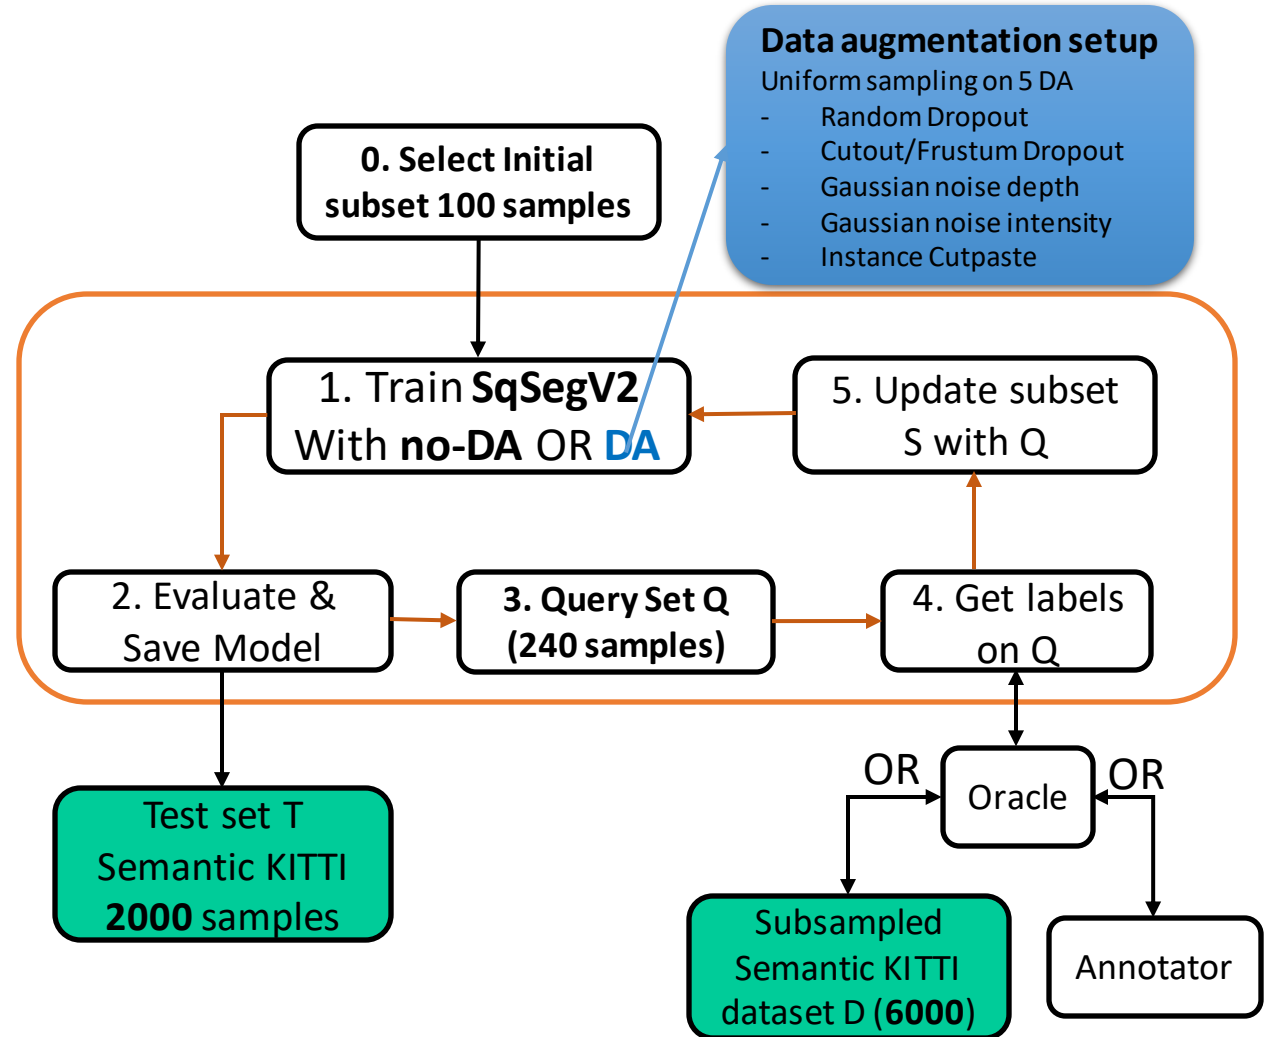 Data augmentation setup
Uniform sampling on 5 DA
- Random Dropout
- Cutout/Frustum Dropout
- Gaussian noise depth
- Gaussian noise intensity
- Instance Cutpaste
0. Select Initial
subset 100 samples
1. Train SqSegV2
With no-DA OR DA
5. Update subset
S with Q
2. Evaluate &
Save Model
3. Query Set Q
(240 samples)
4. Get labels
on Q
OR
Oracle
OR
Test set T
Semantic KITTI
2000 samples
Subsampled
Semantic KITTI
dataset D (6000)
Annotator